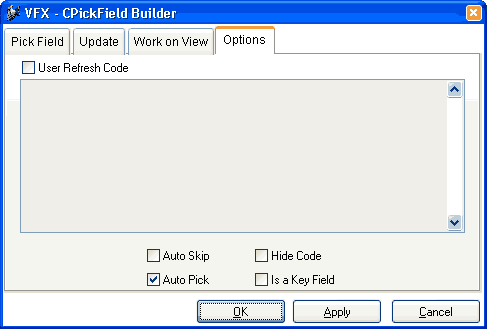 VFX - CPickField Builder
Pick Field Update Work on View Options
User Refresh Code
Auto Skip Hide Code
Auto Pick Is a Key Field
OK Apply Cancel